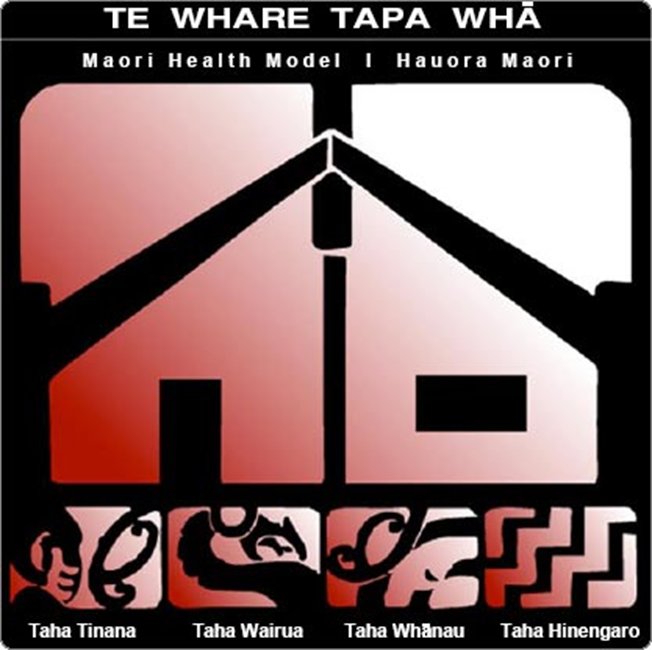 TE WHARE TAPA WHĀ
Maori Health Model I Hauora Maori
Taha Tinana
Taha Wairua
Taha Whānau
Taha Hinengaro